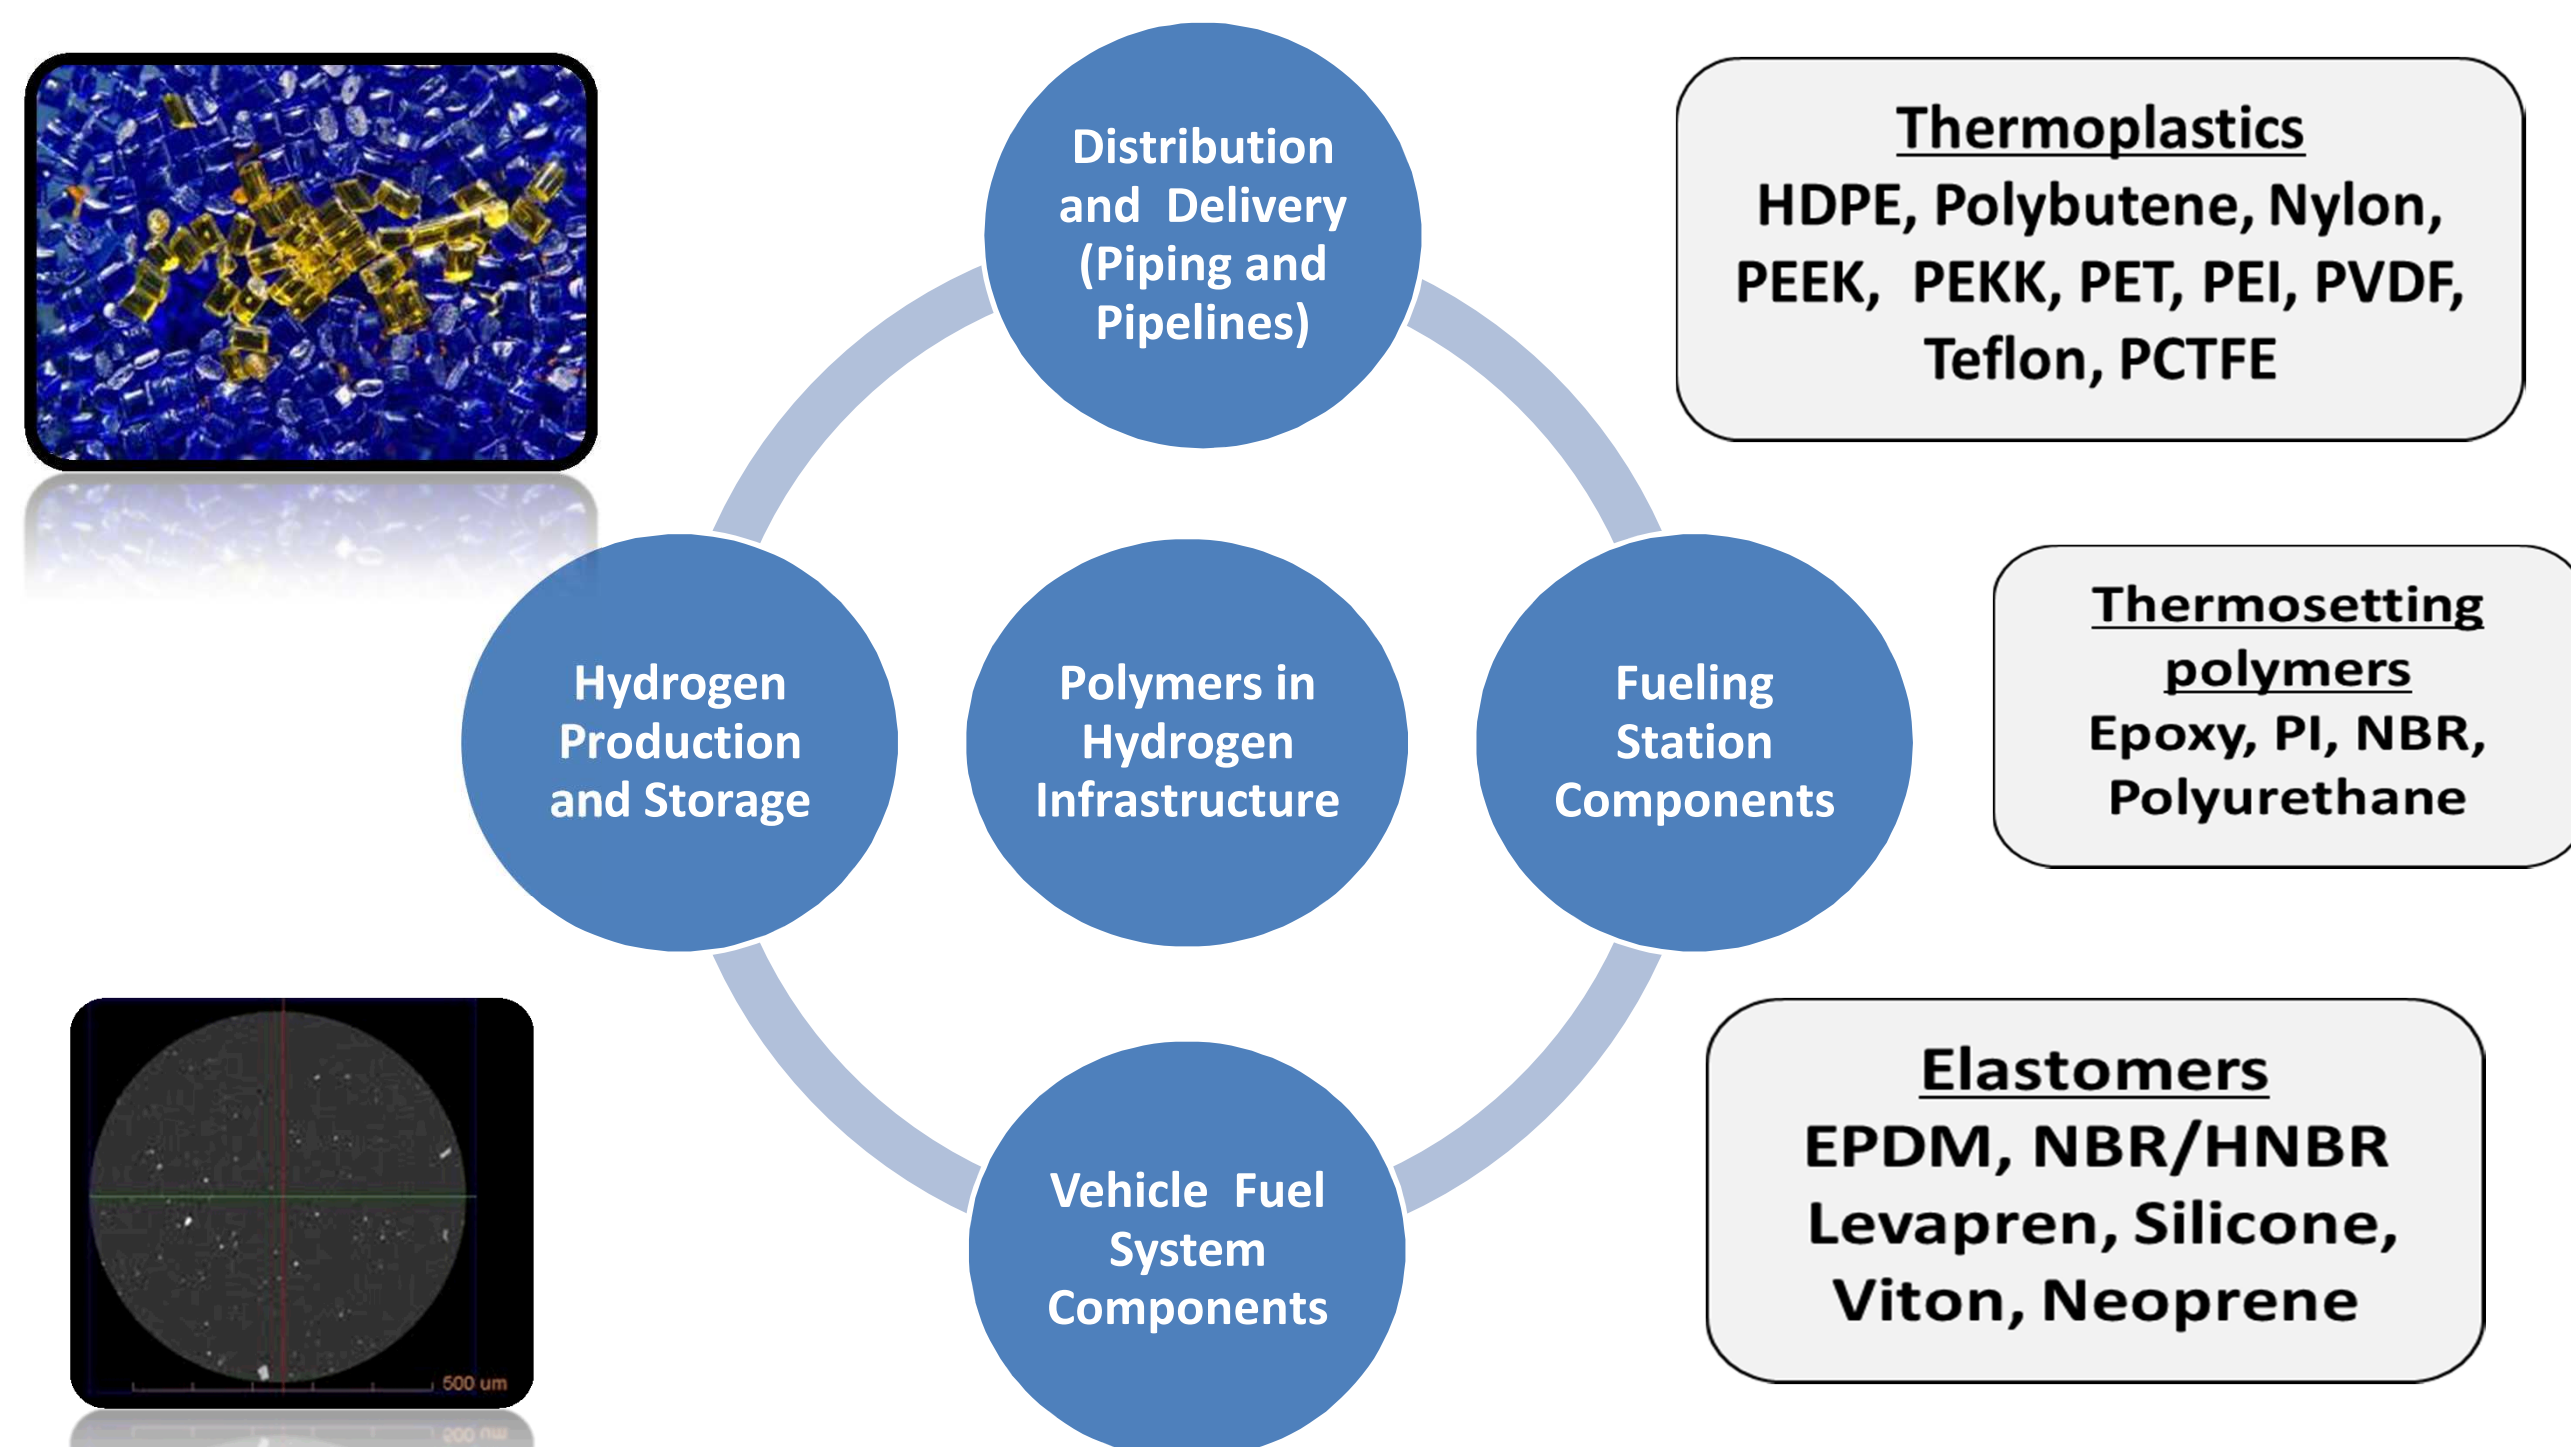 Distribution
and Delivery
(Piping and
Pipelines)
Thermoplastics
HDPE, Polybutene, Nylon,
PEEK, PEKK, PET, PEI, PVDF,
Teflon, PCTFE
Hydrogen
Production
and Storage
Polymers in
Hydrogen
Infrastructure
Fueling
Station
Components
Thermosetting
polymers
Epoxy, PI, NBR,
Polyurethane
Vehicle Fuel
System
Components
Elastomers
EPDM, NBR/HNBR
Levapren, Silicone,
Viton, Neoprene
500 um